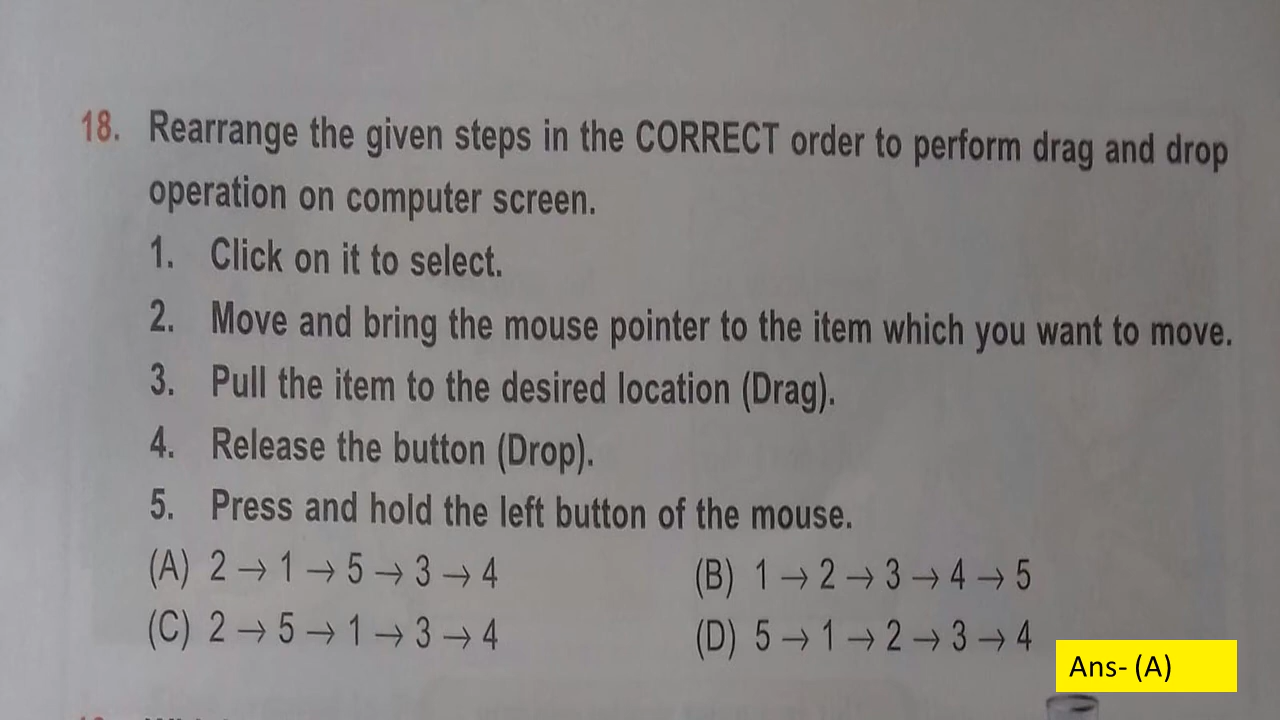 18. Rearrange the given steps in the CORRECT order to perform drag and drop
operation on computer screen.
1. Click on it to select.
2. Move and bring the mouse pointer to the item which you want to move.
3. Pull the item to the desired location (Drag).
4. Release the button (Drop).
5. Press and hold the left button of the mouse.
(A) 2 → 1 → 5 → 3 → 4 (B) 1 → 2 → 3 → 4 → 5
(C) 2 → 5 → 1 → 3 → 4 (D) 5 → 1 → 2 → 3 → 4
Ans- (A)